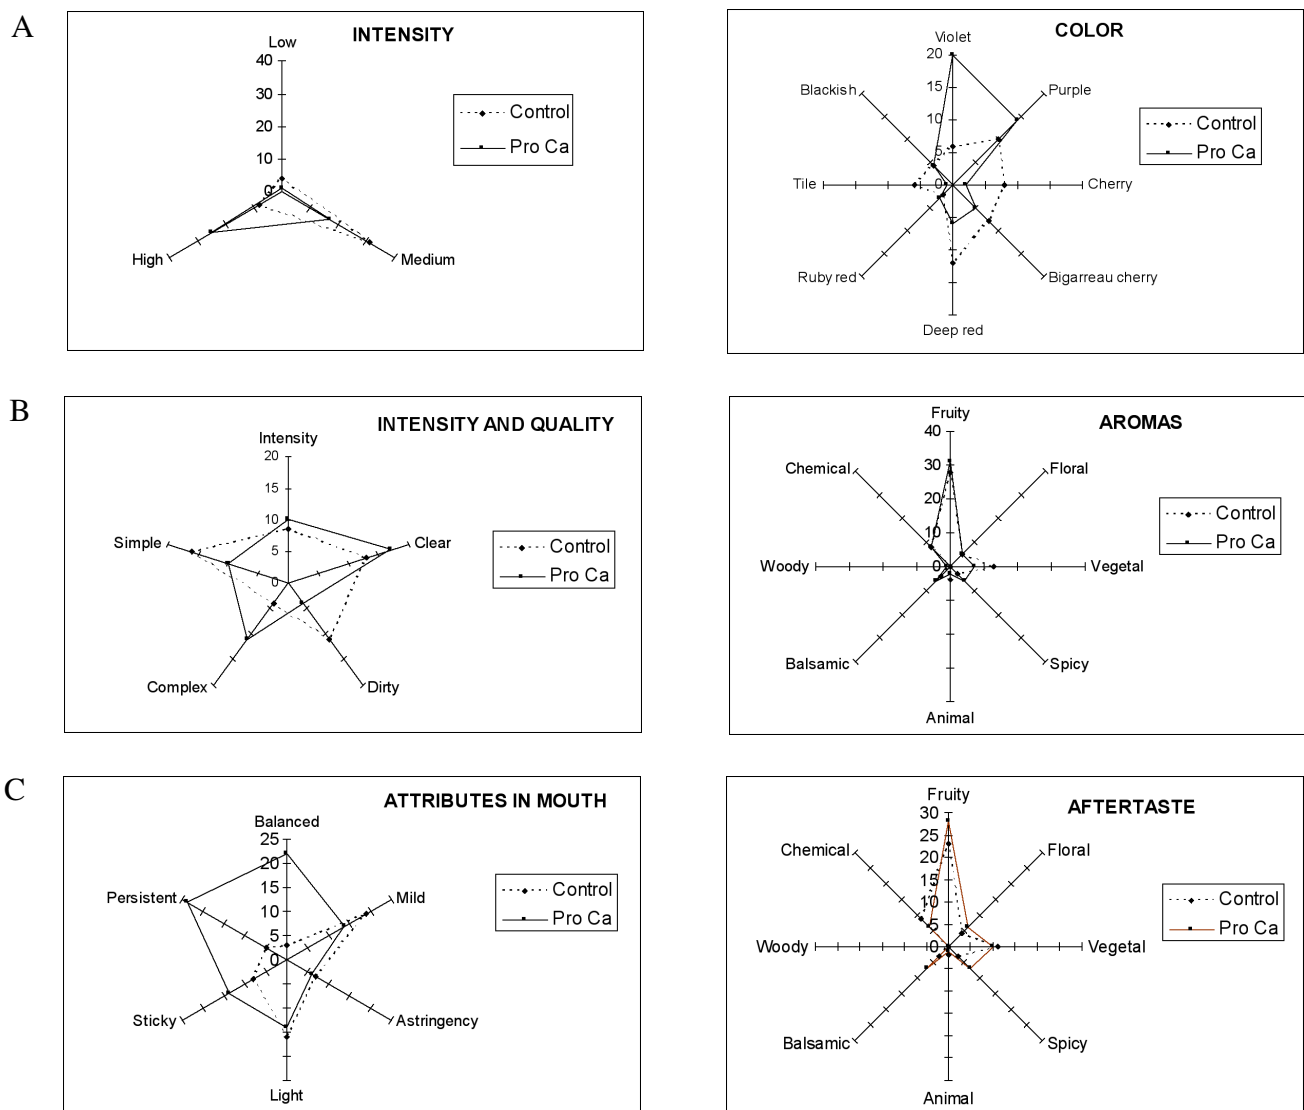 A
INTENSITY
Low
40
30
20
10
0
High
Medium
Control
Pro Ca
COLOR
Violet
20
15
10
5
0
Blackish
Purple
Tile
Cherry
Ruby red
Bigarreau cherry
Deep red
Control
Pro Ca
B
INTENSITY AND QUALITY
Intensity
20
15
10
5
0
Simple
Clear
Complex
Dirty
Control
Pro Ca
AROMAS
Fruity
40
30
20
10
0
Chemical
Floral
Woody
Vegetal
Balsamic
Spicy
Animal
Control
Pro Ca
C
ATTRIBUTES IN MOUTH
Balanced
25
20
15
10
5
0
Persistent
Mild
Sticky
Astringency
Light
Control
Pro Ca
AFTERTASTE
Fruity
30
25
20
15
10
5
0
Chemical
Floral
Woody
Vegetal
Balsamic
Spicy
Animal
Control
Pro Ca